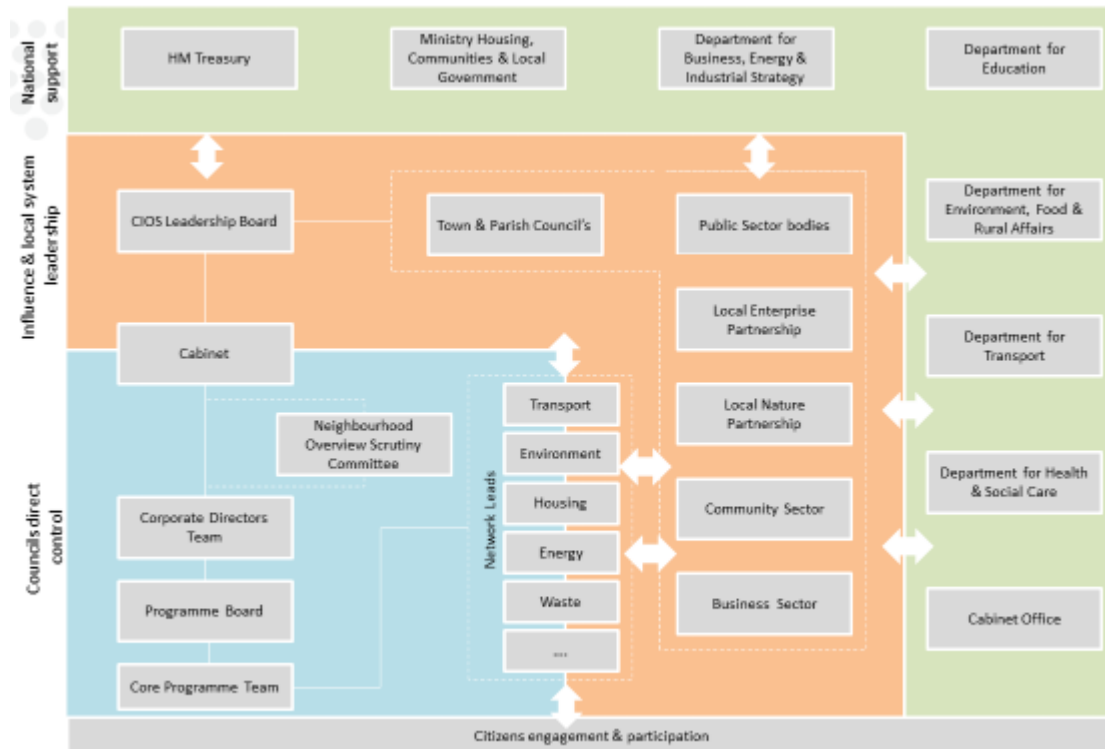 National
support
HM Treasury
Ministry Housing,
Communities & Local
Government
Department for
Business, Energy &
Industrial Strategy
Department for
Education
Influence & local system
leadership
CIOS Leadership Board
Town & Parish Council's
Public Sector bodies
Department for
Environment, Food &
Rural Affairs
Local Enterprise
Partnership
Department for
Transport
Cabinet
Councils direct
control
Neighbourhood
Overview Scrutiny
Committee
Corporate Directors
Team
Programme Board
Core Programme Team
Network Leads
Transport
Environment
Housing
Energy
Waste
....
Local Nature
Partnership
Community Sector
Business Sector
Department for Health
& Social Care
Cabinet Office
Citizens engagement & participation